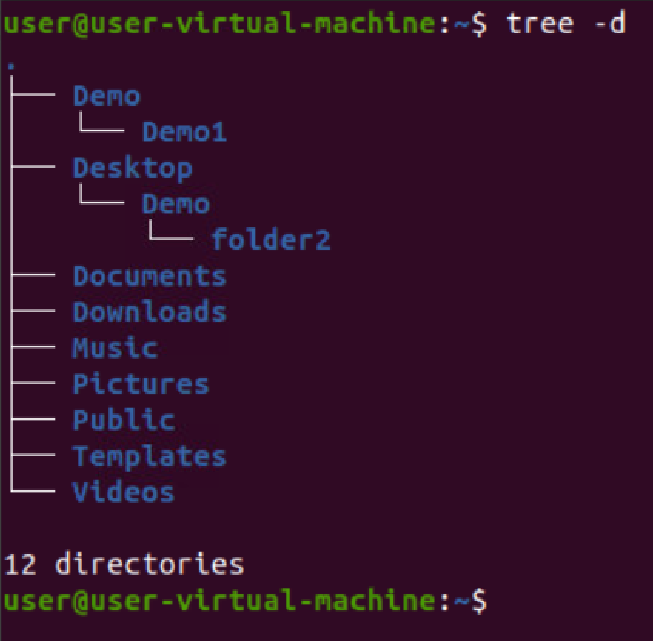 user@user-virtual-machine:~$ tree -d
.
├── Demo
│   └── Demo1
├── Desktop
│   └── Demo
│       └── folder2
├── Documents
├── Downloads
├── Music
├── Pictures
├── Public
├── Templates
└── Videos
12 directories
user@user-virtual-machine:~$